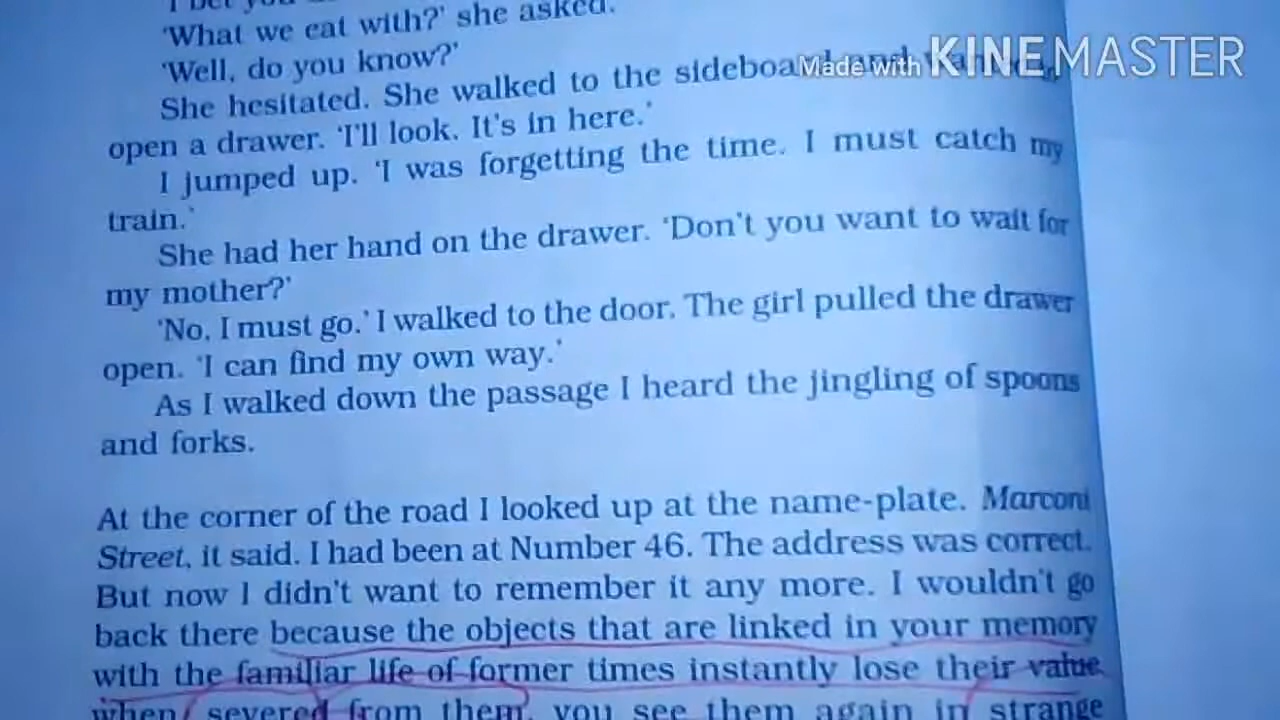 'What we eat with?' she asked.
Made with KINEMASTER
'Well, do you know?'
She hesitated. She walked to the sideboard and
open a drawer. 'I'll look. It's in here.'
I jumped up. 'I was forgetting the time. I must catch my
train.'
She had her hand on the drawer. 'Don't you want to wait for
my mother?'
'No, I must go.' I walked to the door. The girl pulled the drawer
open. 'I can find my own way.'
As I walked down the passage I heard the jingling of spoons
and forks.
At the corner of the road I looked up at the name-plate. Marconi
Street, it said. I had been at Number 46. The address was correct.
But now I didn't want to remember it any more. I wouldn't go
back there because the objects that are linked in your memory
with the familiar life of former times instantly lose their value
when, severed from them, you see them again in strange